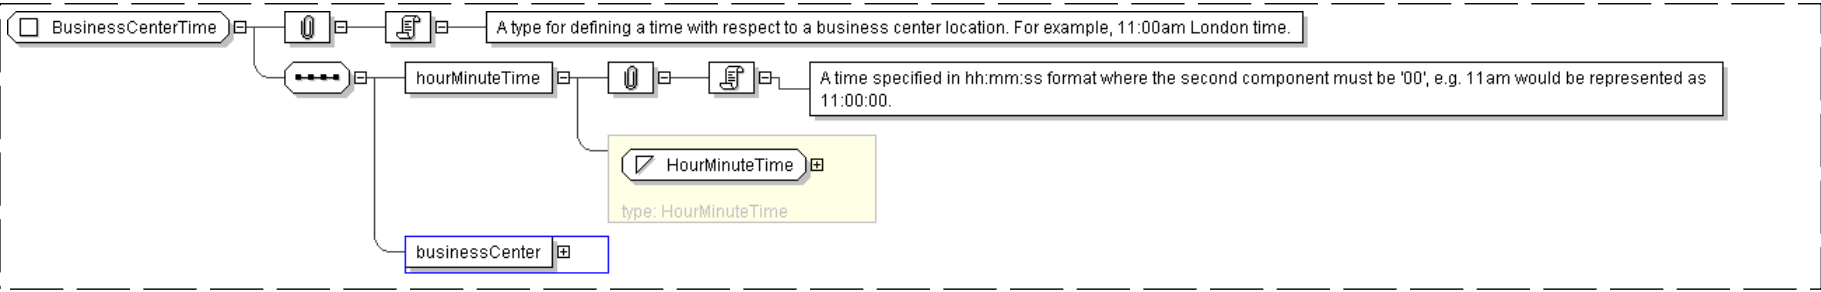 BusinessCenterTime
A type for defining a time with respect to a business center location. For example, 11:00am London time.
hourMinuteTime
A time specified in hh:mm:ss format where the second component must be '00', e.g. 11am would be represented as
11:00:00.
HourMinuteTime
type: HourMinuteTime
businessCenter